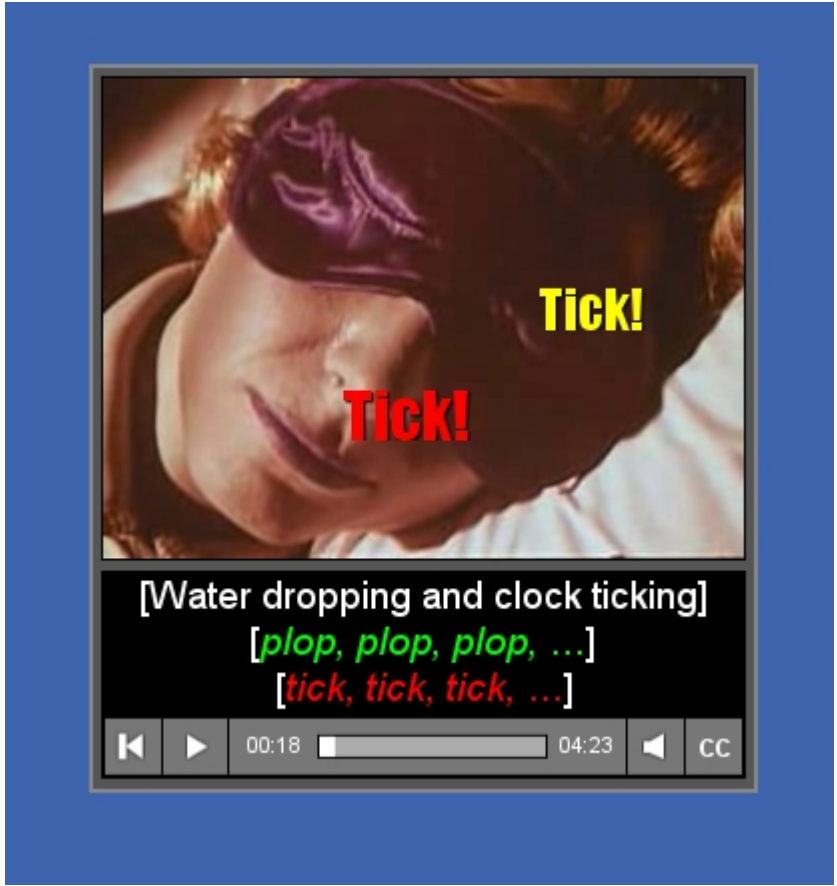 Tick!
Tick!
[Water dropping and clock ticking]
[plop, plop, plop, …]
[tick, tick, tick, …]
00:18 04:23 CC